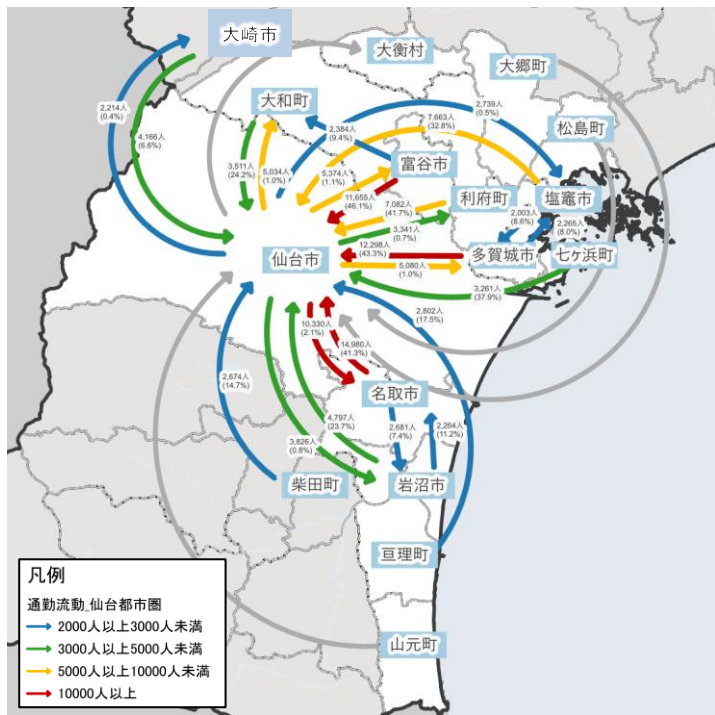 大崎市
大衡村
大郷町
2,214人
(0.4%)
4,166人
(6.6%)
大和町
7,663人
(32.8%)
2,739人
(0.5%)
松島町
2,384人
(9.4%)
3,511人
(24.2%)
5,034人
(1.0%)
5,374人
(1.1%)
富谷市
11,655人
(46.1%)
7,082人
(41.7%)
利府町
塩竈市
2,003人
(8.6%)
2,265人
(8.0%)
3,341人
(0.7%)
12,298人
(43.3%)
仙台市
多賀城市
七ヶ浜町
5,080人
(1.0%)
3,261人
(37.9%)
2,802人
(17.5%)
10,330人
(2.1%)
14,980人
(41.3%)
2,674人
(14.7%)
名取市
4,797人
(23.7%)
3,826人
(0.8%)
2,681人
(7.4%)
2,264人
(11.2%)
柴田町
岩沼市
亘理町
山元町
凡例
通勤流動_仙台都市圏
2000人以上3000人未満
3000人以上5000人未満
5000人以上10000人未満
10000人以上